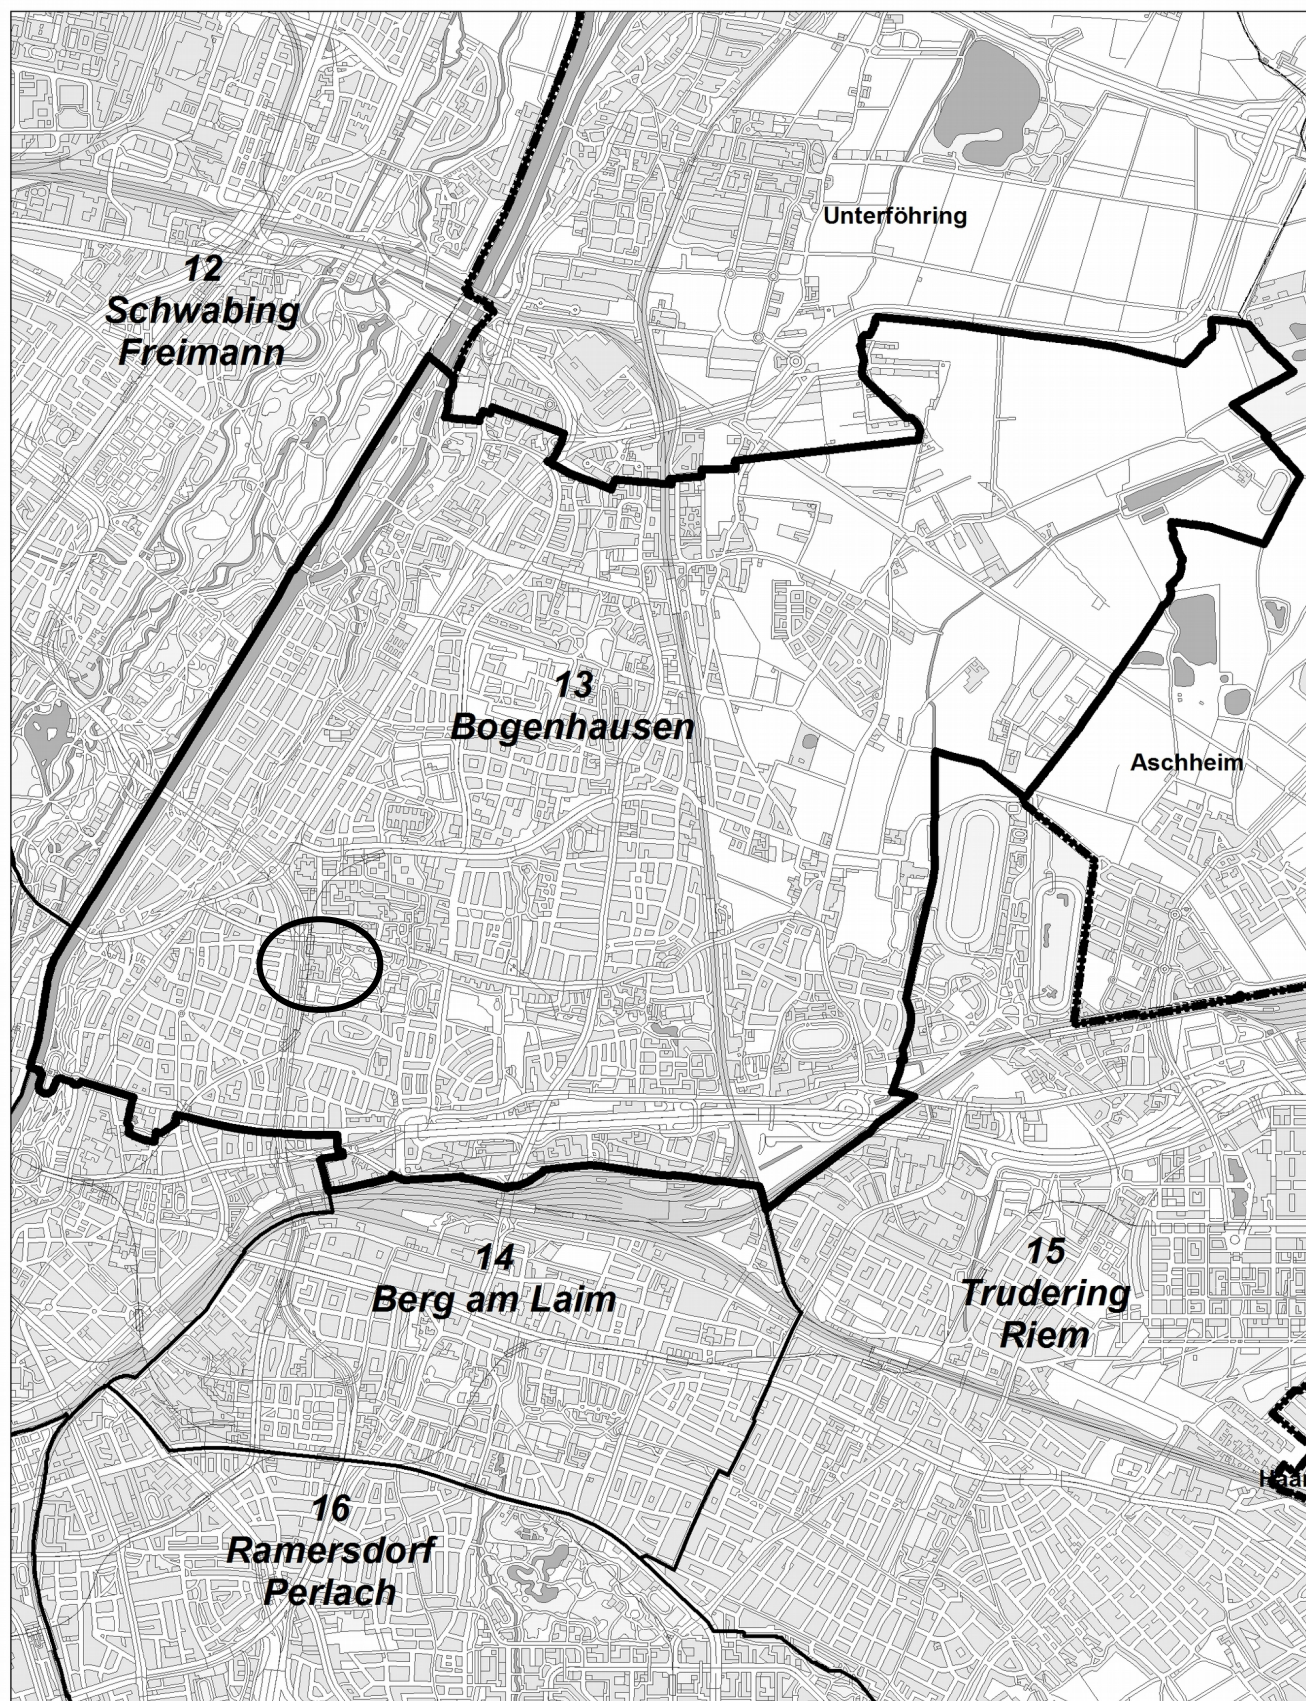 Unterföhring
12
Schwabing
Freimann
13
Bogenhausen
Aschheim
14
Berg am Laim
15
Trudering
Riem
16
Ramersdorf
Perlach